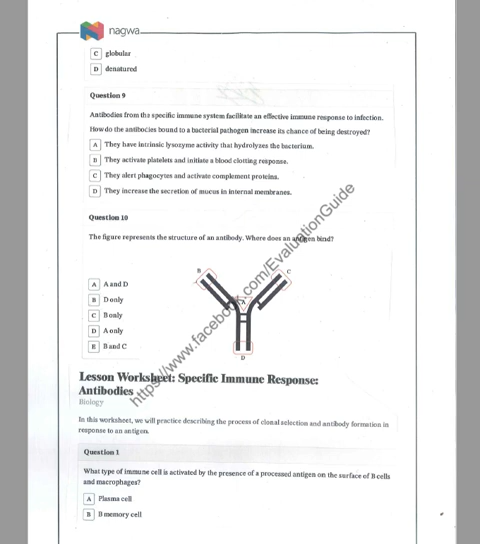 nagwa
C globular
D denatured
Question 9
Antibodies from the specific immune system facilitate an effective immune response to infection.
How do the antibodies bound to a bacterial pathogen increase its chance of being destroyed?
A They have intrinsic lysozyme activity that hydrolyzes the bacterium.
B They activate platelets and initiate a blood clotting response.
C They alert phagocytes and activate complement proteins.
D They increase the secretion of mucus in internal membranes.
Question 10
The figure represents the structure of an antibody. Where does an antigen bind?
B
C
A
D
A A and D
B D only
C B only
D A only
E B and C
https://www.facebook.com/EvaluationGuide
Lesson Worksheet: Specific Immune Response:
Antibodies
Biology
In this worksheet, we will practice describing the process of clonal selection and antibody formation in
response to an antigen.
Question 1
What type of immune cell is activated by the presence of a processed antigen on the surface of B cells
and macrophages?
A Plasma cell
B B memory cell